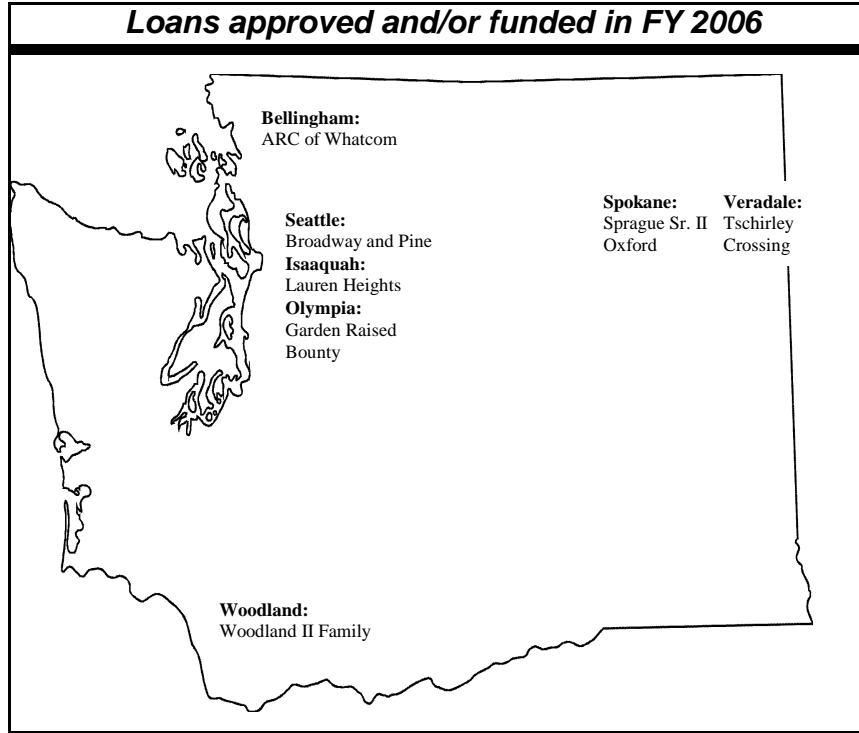 Loans approved and/or funded in FY 2006
Bellingham:
ARC of Whatcom
Seattle:
Broadway and Pine
Isaaquah:
Lauren Heights
Olympia:
Garden Raised
Bounty
Spokane:
Sprague Sr. II
Oxford
Veradale:
Tschirley
Crossing
Woodland:
Woodland II Family